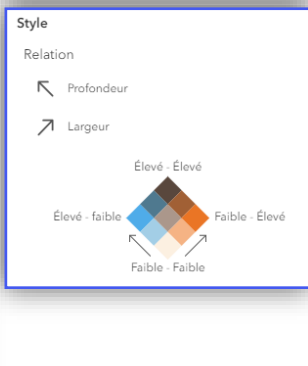 Style
Relation
Profondeur
Largeur
Élevé - Élevé
Élevé - faible
Faible - Élevé
Faible - Faible